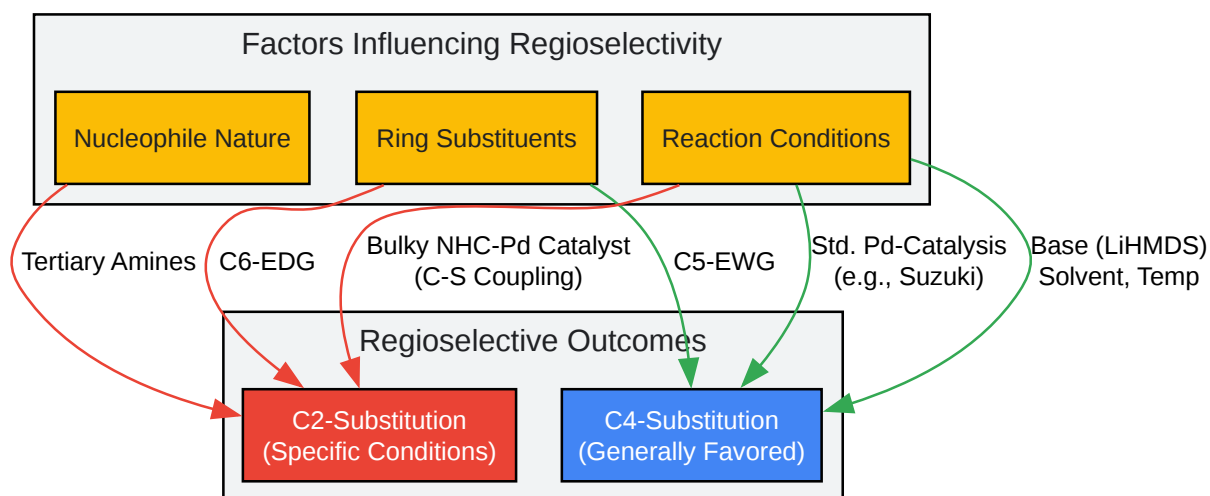 Factors Influencing Regioselectivity
Nucleophile Nature
Ring Substituents
Reaction Conditions
Tertiary Amines
C6-EDG
Bulky NHC-Pd Catalyst
(C-S Coupling)
C5-EWG
Std. Pd-Catalysis
(e.g., Suzuki)
Base (LiHMDS)
Solvent, Temp
Regioselective Outcomes
C2-Substitution
(Specific Conditions)
C4-Substitution
(Generally Favored)